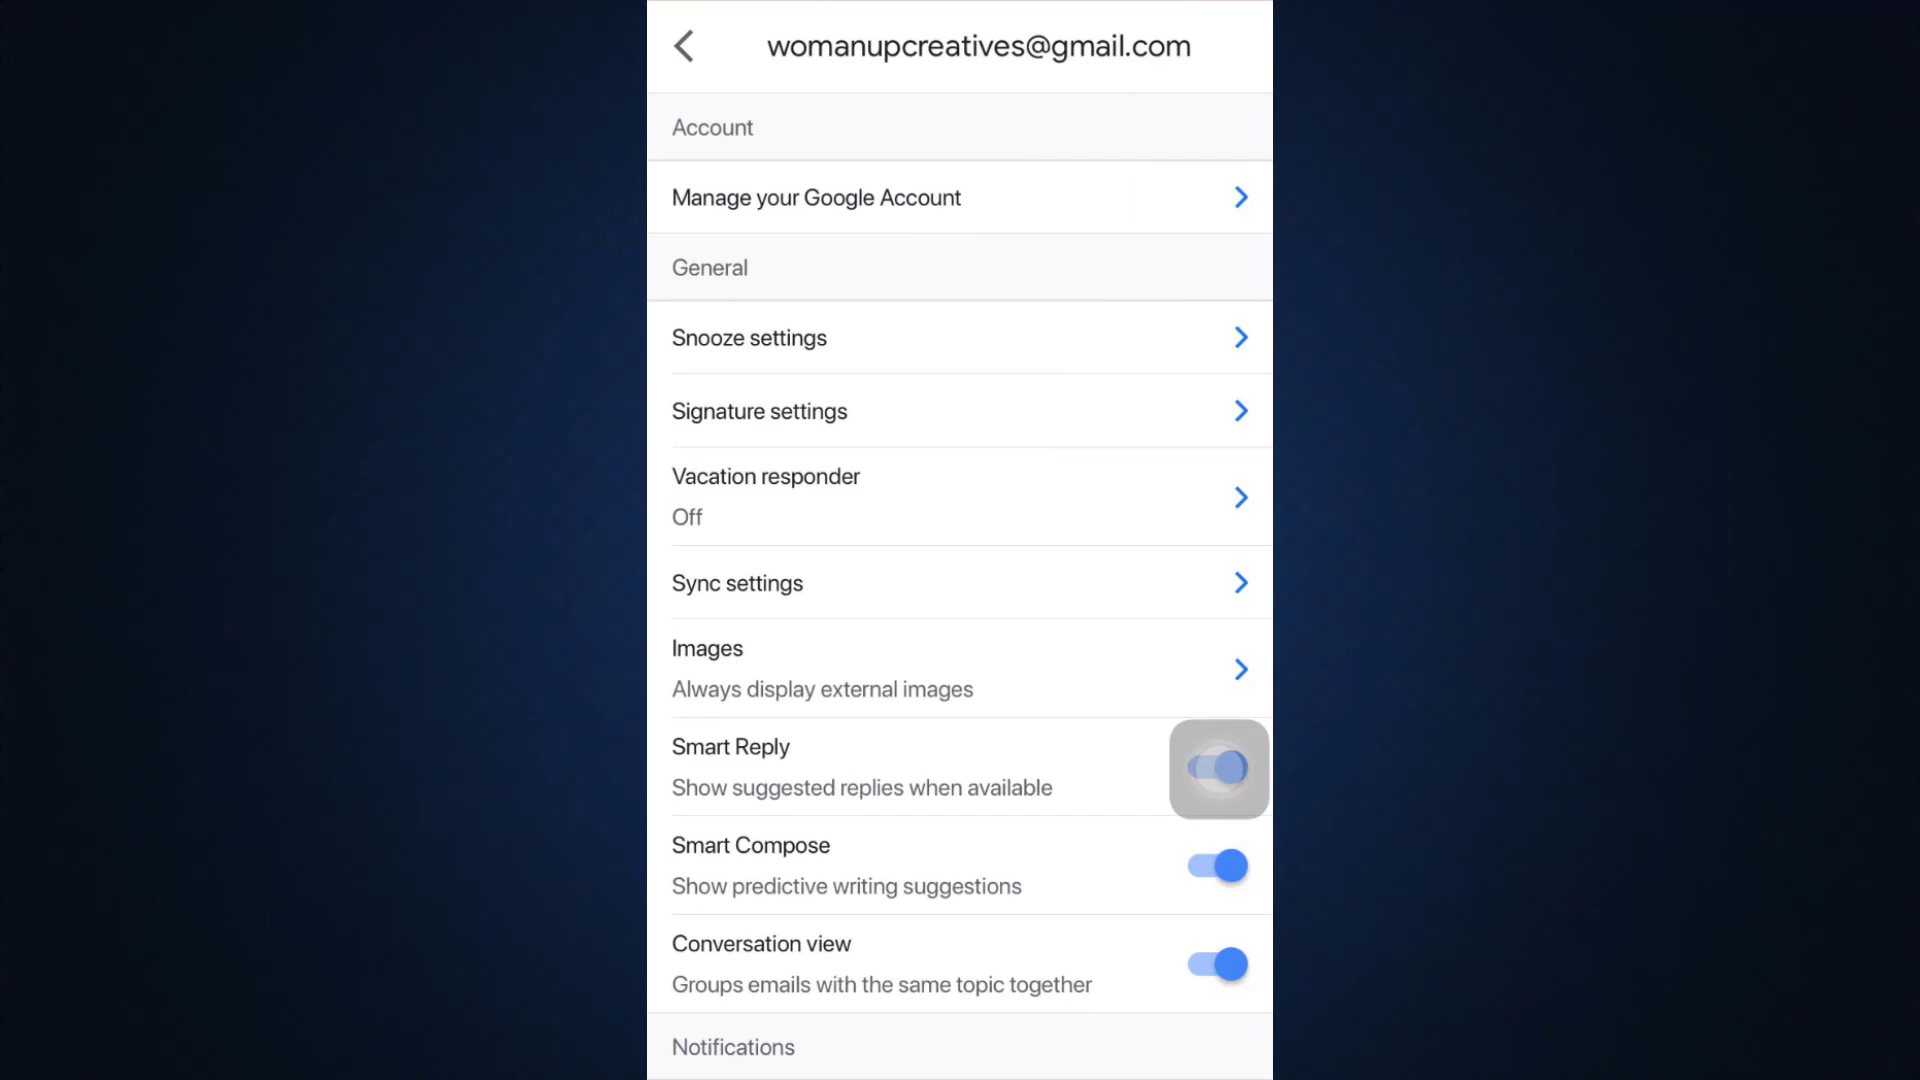 womanupcreatives@gmail.com
Account
Manage your Google Account
General
Snooze settings
Signature settings
Vacation responder
Off
Sync settings
Images
Always display external images
Smart Reply
Show suggested replies when available
Smart Compose
Show predictive writing suggestions
Conversation view
Groups emails with the same topic together
Notifications